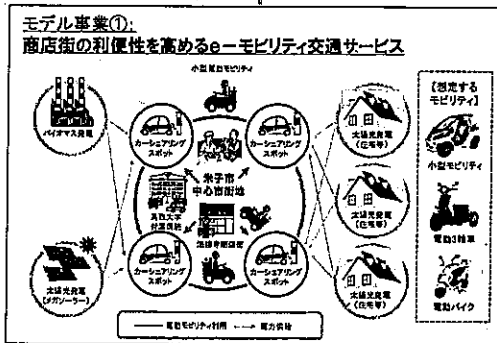 モデル事業①:
商店街の利便性を高めるe-モビリティ交通サービス
小型電動モビリティ
バイオマス発電
カーシェアリング
スポット
カーシェアリング
スポット
太陽光発電
(住宅等)
【想定する
モビリティ】
小型モビリティ
米子市
中心市街地
鳥取大学
太陽光発電
(住宅等)
電動3輪車
太陽光発電
(メガソーラー)
カーシェアリング
スポット
カーシェアリング
スポット
太陽光発電
(住宅等)
電動バイク
電動モビリティ利用
電力供給